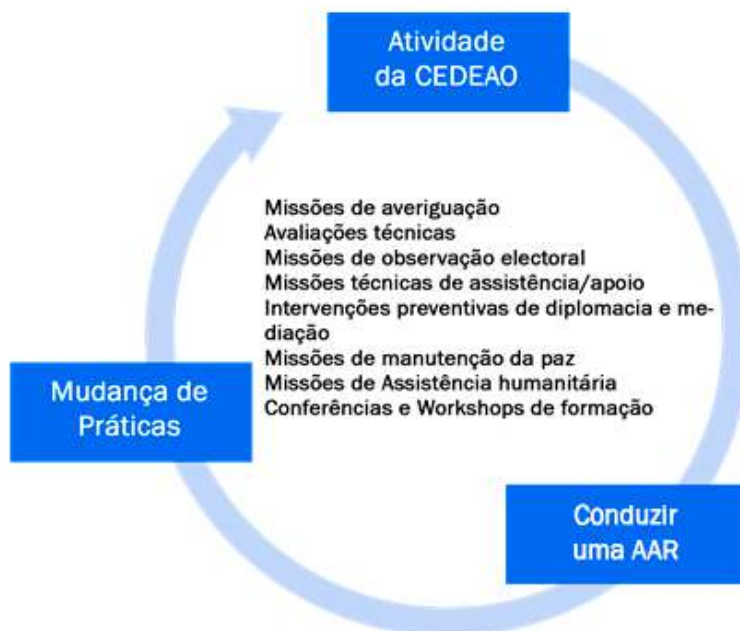 Atividade
da CEDEAO
Missões de averiguação
Avaliações técnicas
Missões de observação electoral
Missões técnicas de assistência/apoio
Intervenções preventivas de diplomacia e me-
diação
Missões de manutenção da paz
Missões de Assistência humanitária
Conferências e Workshops de formação
Mudança de
Práticas
Conduzir
uma AAR